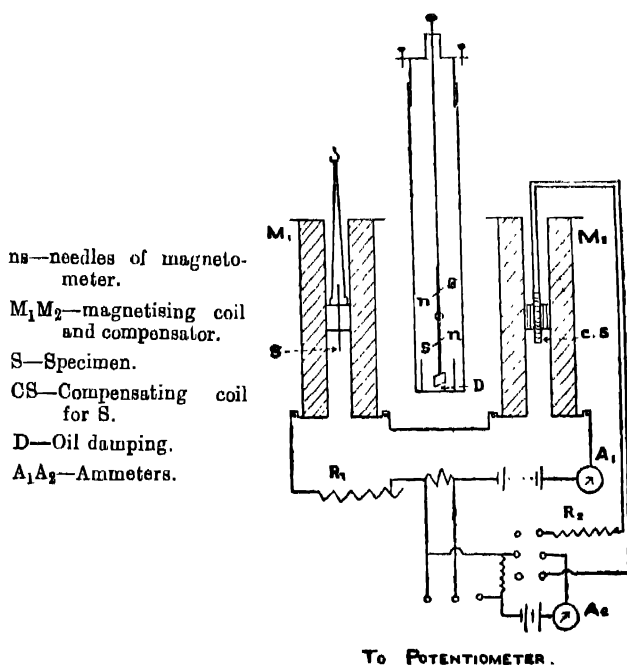 ns—needles of magneto-
meter.
M₁M₂—magnetising coil
and compensator.
S—Specimen.
CS—Compensating coil
for S.
D—Oil damping.
A₁A₂—Ammeters.
M₁
M₂
n
s
s
n
S
c.s
D
R₁
A₁
R₂
A₂
To POTENTIOMETER.